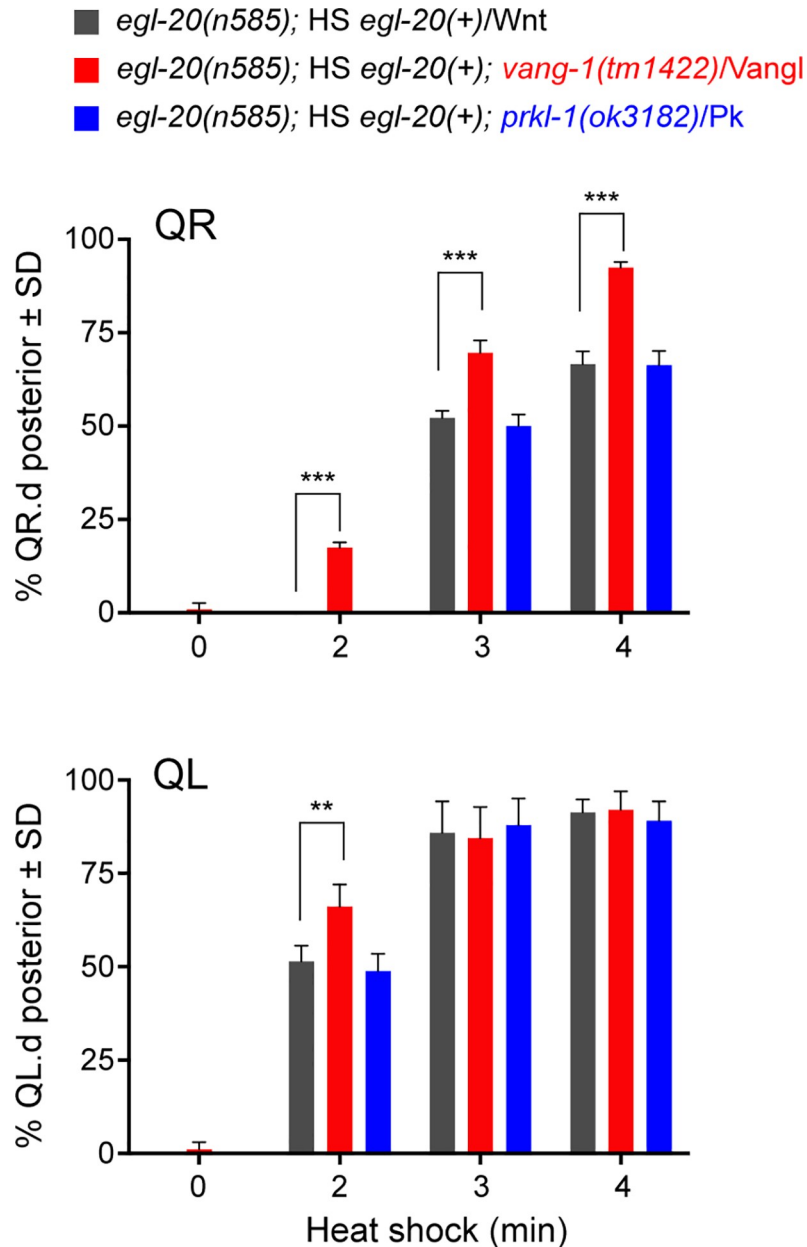 egl-20(n585); HS egl-20(+)/Wnt
egl-20(n585); HS egl-20(+); vang-1(tm1422)/Vangl
egl-20(n585); HS egl-20(+); prkl-1(ok3182)/Pk
QR
% QR.d posterior ± SD
100
75
50
25
0
***
***
***
0 2 3 4
QL
% QL.d posterior ± SD
100
75
50
25
0
**
0 2 3 4
Heat shock (min)